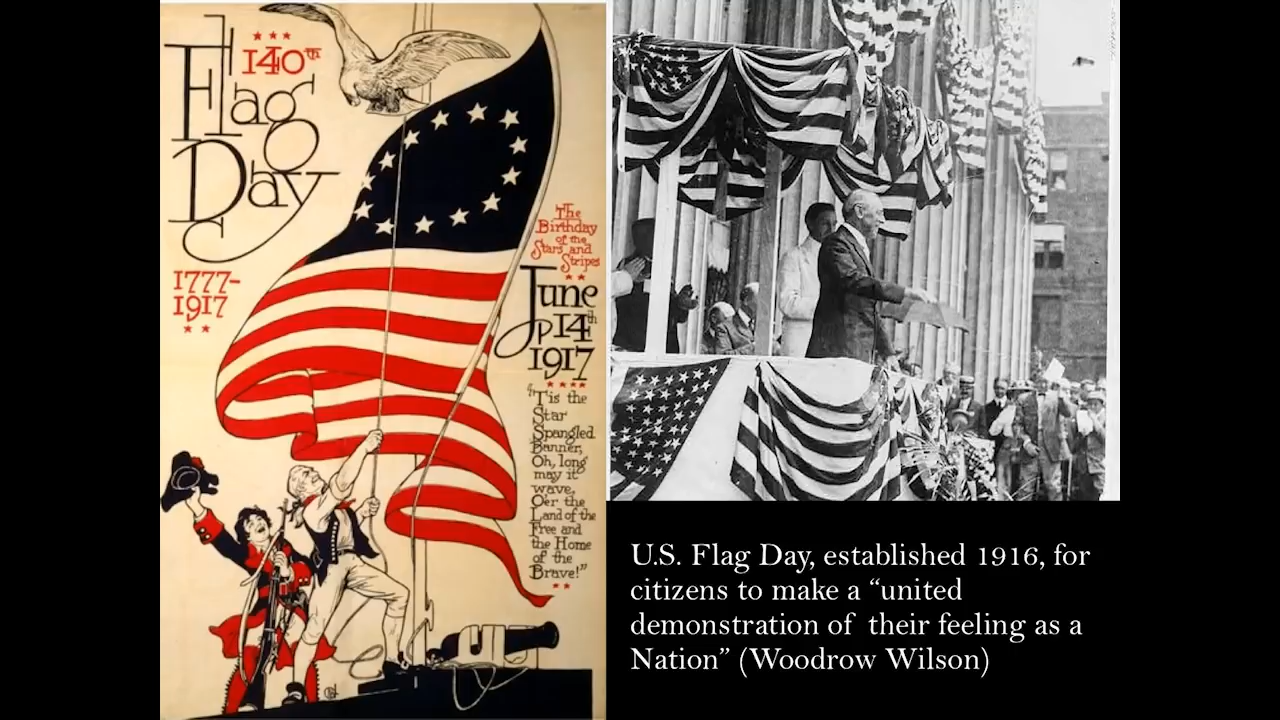 140th
Flag
Day
1777-
1917
The
Birthday
of the
Stars and
Stripes
June
14th
1917
"'Tis the
Star
Spangled
Banner,
Oh, long
may it
wave,
O'er the
Land of the
Free and
the Home
of the
Brave!"
U.S. Flag Day, established 1916, for
citizens to make a “united
demonstration of their feeling as a
Nation” (Woodrow Wilson)